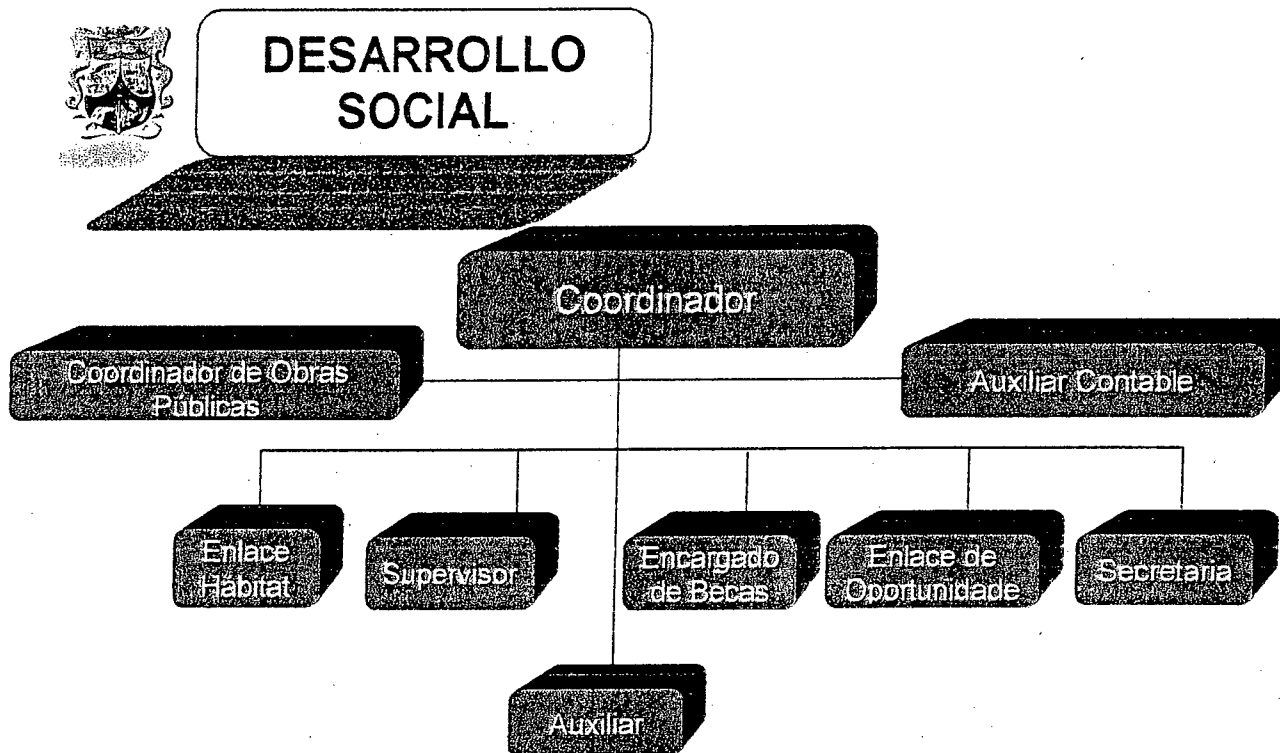 DESARROLLO
SOCIAL
Coordinador
Coordinador de Obras
Públicas
Auxiliar Contable
Enlace
Hábitat
Supervisor
Encargado
de Becas
Enlace de
Oportunidade
Secretaria
Auxiliar